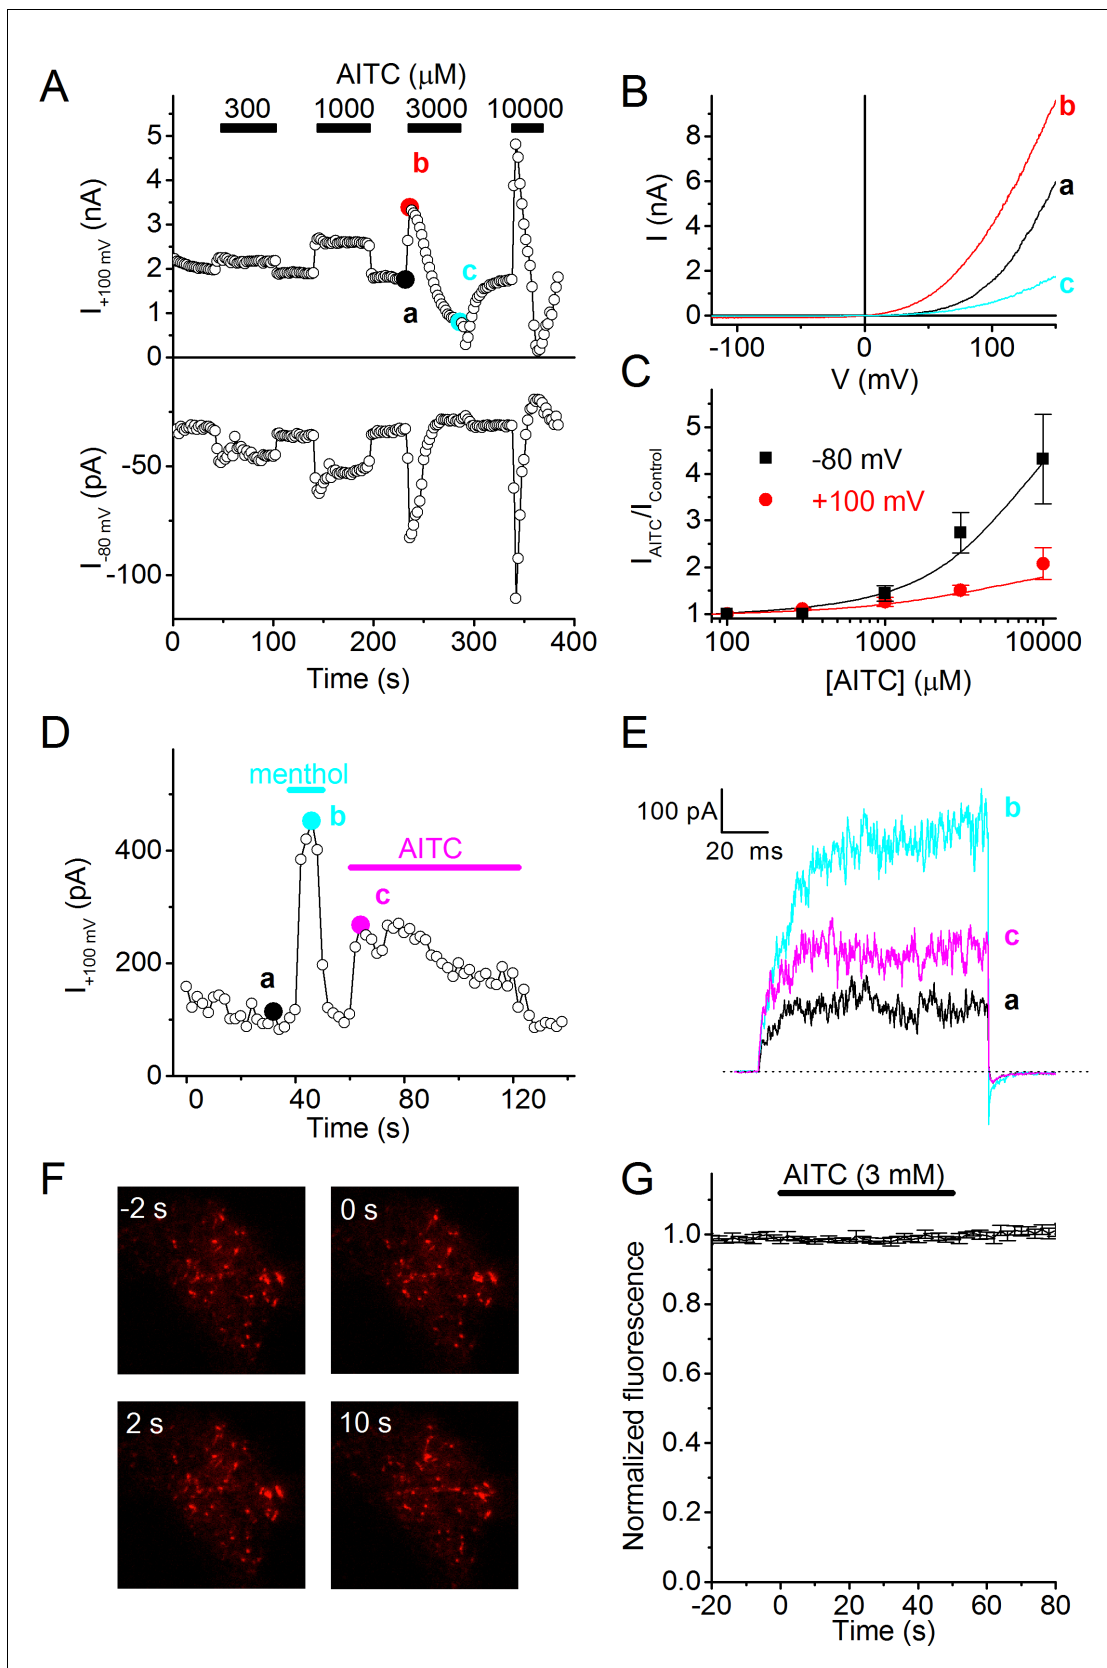 A
AITC (μM)
300 1000 3000 10000
5
4
3
2
1
0
I+100 mV (nA)
b
a
c
-50
-100
I-80 mV (pA)
0 100 200 300 400
Time (s)
B
8
6
4
2
0
I (nA)
b
a
c
-100 0 100
V (mV)
C
5
4
3
2
1
IAITC/IControl
-80 mV
+100 mV
100 1000 10000
[AITC] (μM)
D
menthol
b
AITC
c
a
400
200
0
I+100 mV (pA)
0 40 80 120
Time (s)
E
100 pA
20 ms
b
c
a
F
-2 s
0 s
2 s
10 s
G
AITC (3 mM)
1.0
0.8
0.6
0.4
0.2
0.0
Normalized fluorescence
-20 0 20 40 60 80
Time (s)